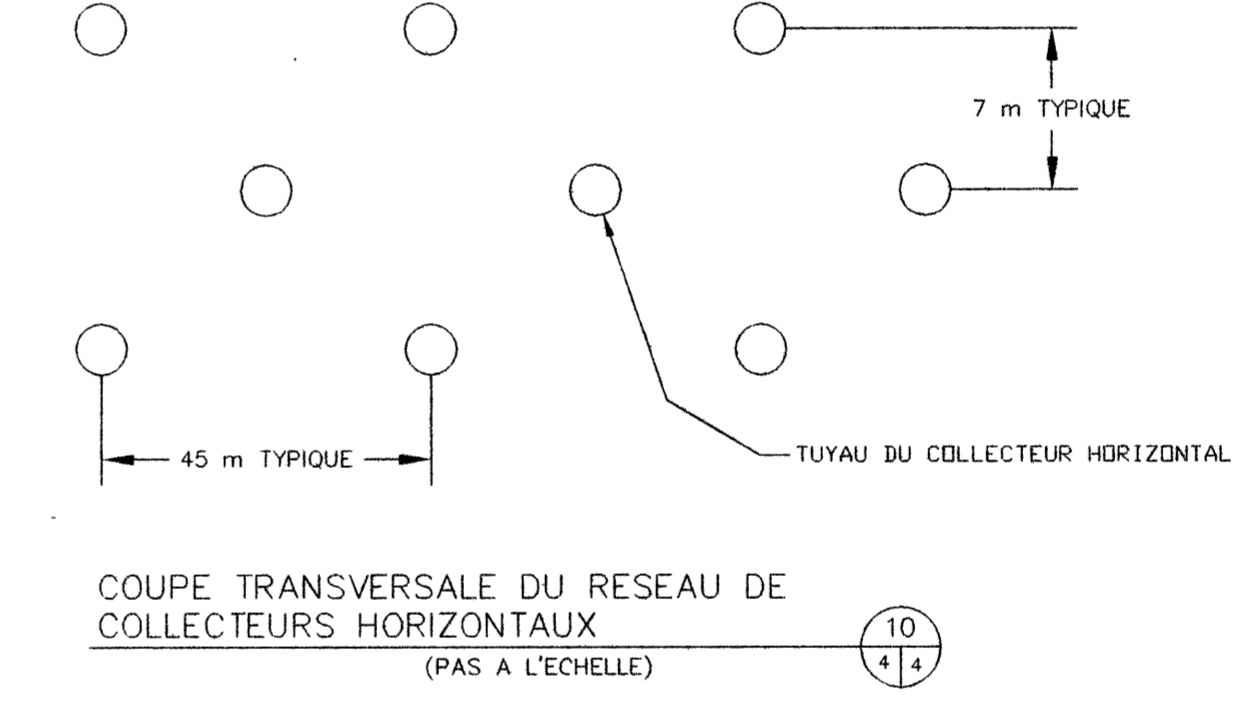 7 m TYPIQUE
45 m TYPIQUE
TUYAU DU COLLECTEUR HORIZONTAL
COUPE TRANSVERSALE DU RESEAU DE
COLLECTEURS HORIZONTAUX
(PAS A L'ECHELLE)
10
4 4